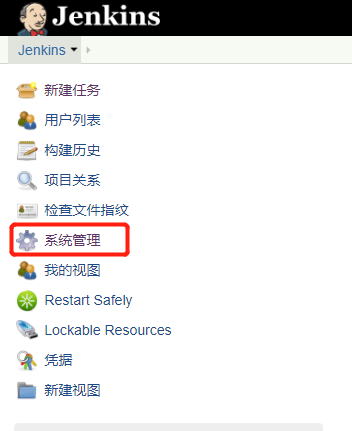 Jenkins
Jenkins
新建任务
用户列表
构建历史
项目关系
检查文件指纹
系统管理
我的视图
Restart Safely
Lockable Resources
凭据
新建视图